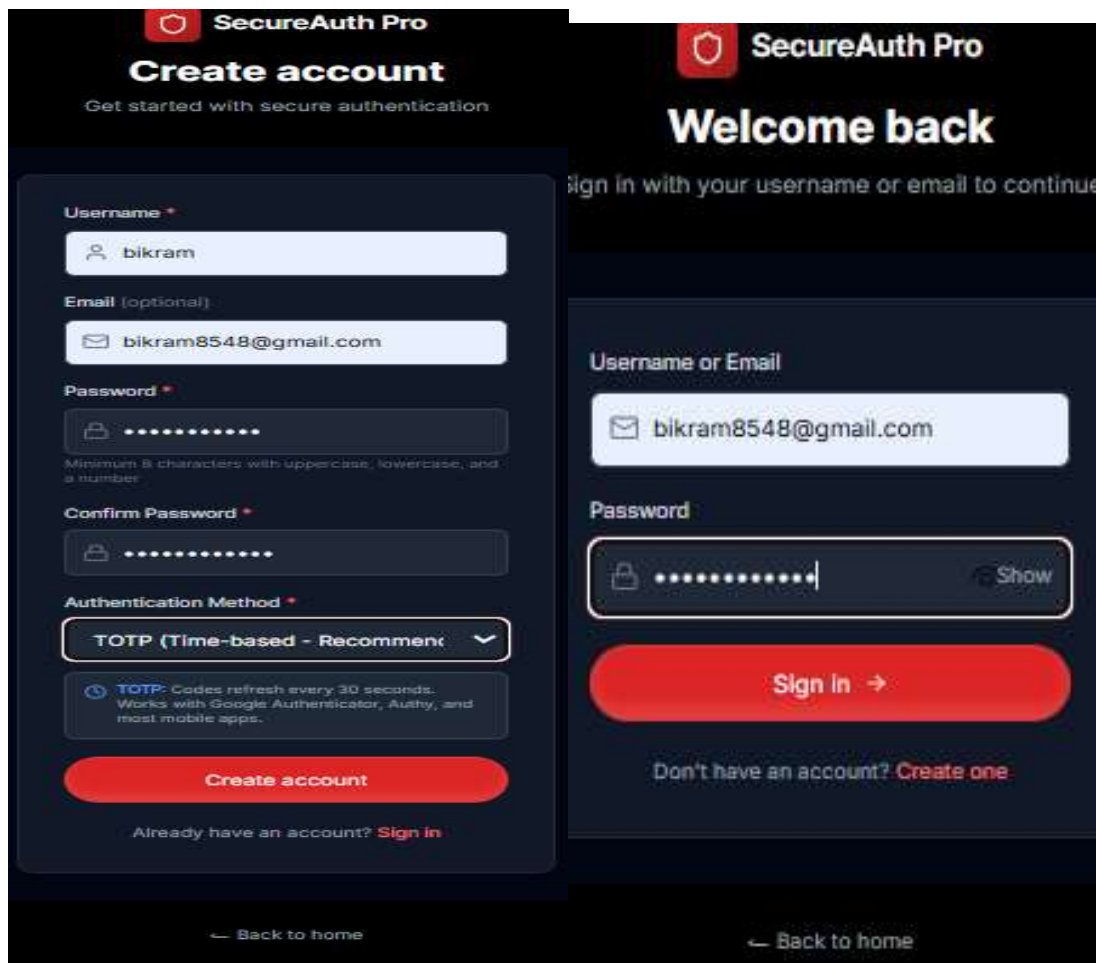 SecureAuth Pro
Create account
Get started with secure authentication
Username *
bikram
Email (optional)
bikram8548@gmail.com
Password *
•••••••••••
Minimum 8 characters with uppercase, lowercase, and
a number
Confirm Password *
••••••••••••
Authentication Method *
TOTP (Time-based - Recommen
TOTP: Codes refresh every 30 seconds.
Works with Google Authenticator, Authy, and
most mobile apps.
Create account
Already have an account? Sign in
← Back to home
SecureAuth Pro
Welcome back
Sign in with your username or email to continue
Username or Email
bikram8548@gmail.com
Password
•••••••••••• Show
Sign in →
Don't have an account? Create one
← Back to home